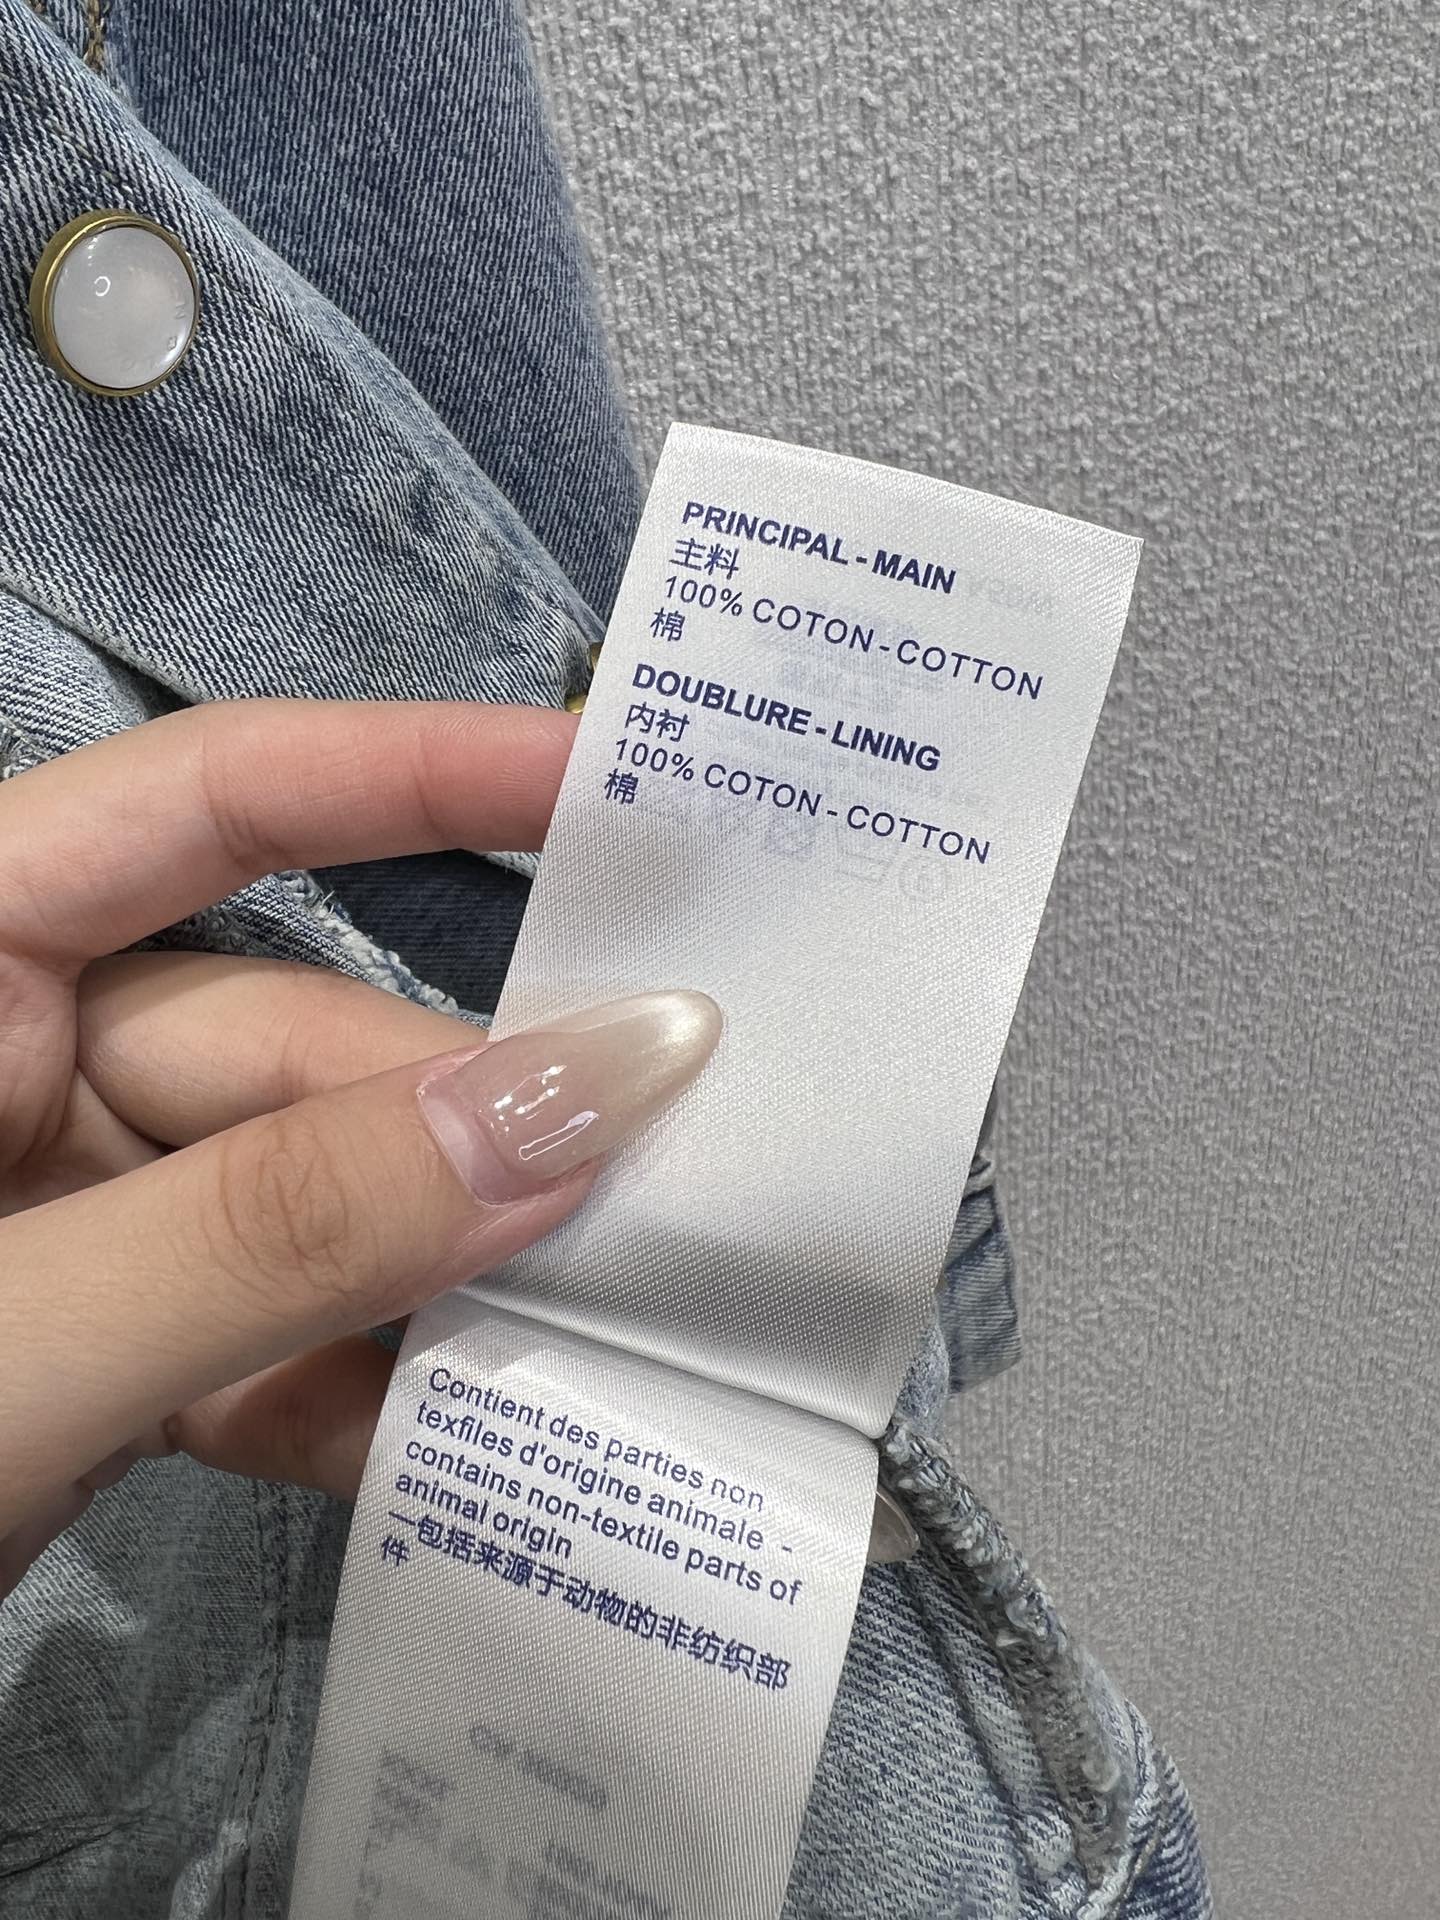 PRINCIPAL - MAIN
主料
100% COTON - COTTON
棉
DOUBLURE - LINING
内衬
100% COTON - COTTON
棉
Contient des parties non
texfiles d'origine animale -
contains non-textile parts of
animal origin
一包括来源于动物的非纺织部
件